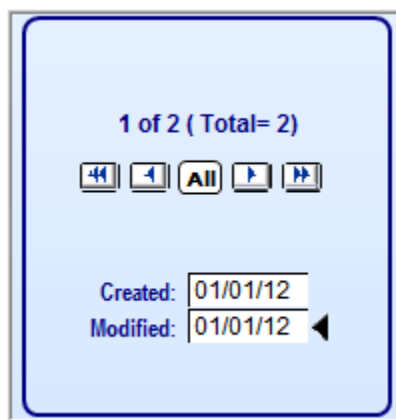 1 of 2 ( Total= 2)
All
Created: 01/01/12
Modified: 01/01/12